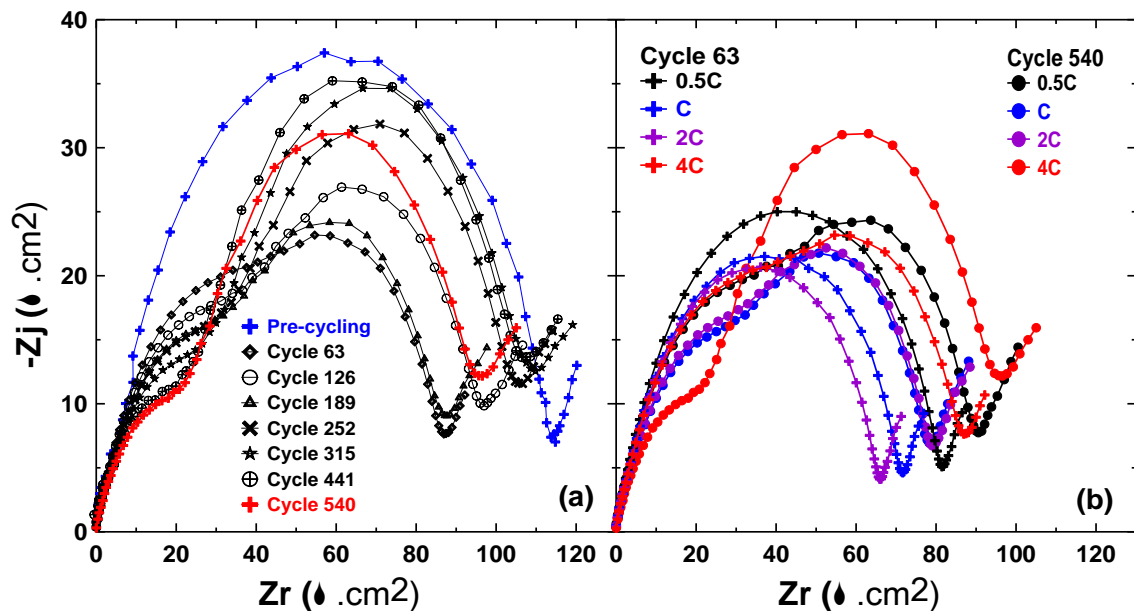 40
30
20
10
0
-Zj (💧 .cm2)
Pre-cycling
Cycle 63
Cycle 126
Cycle 189
Cycle 252
Cycle 315
Cycle 441
Cycle 540
(a)
0 20 40 60 80 100 120
Zr (💧 .cm2)
Cycle 63
0.5C
C
2C
4C
Cycle 540
0.5C
C
2C
4C
(b)
0 20 40 60 80 100 120
Zr (💧 .cm2)